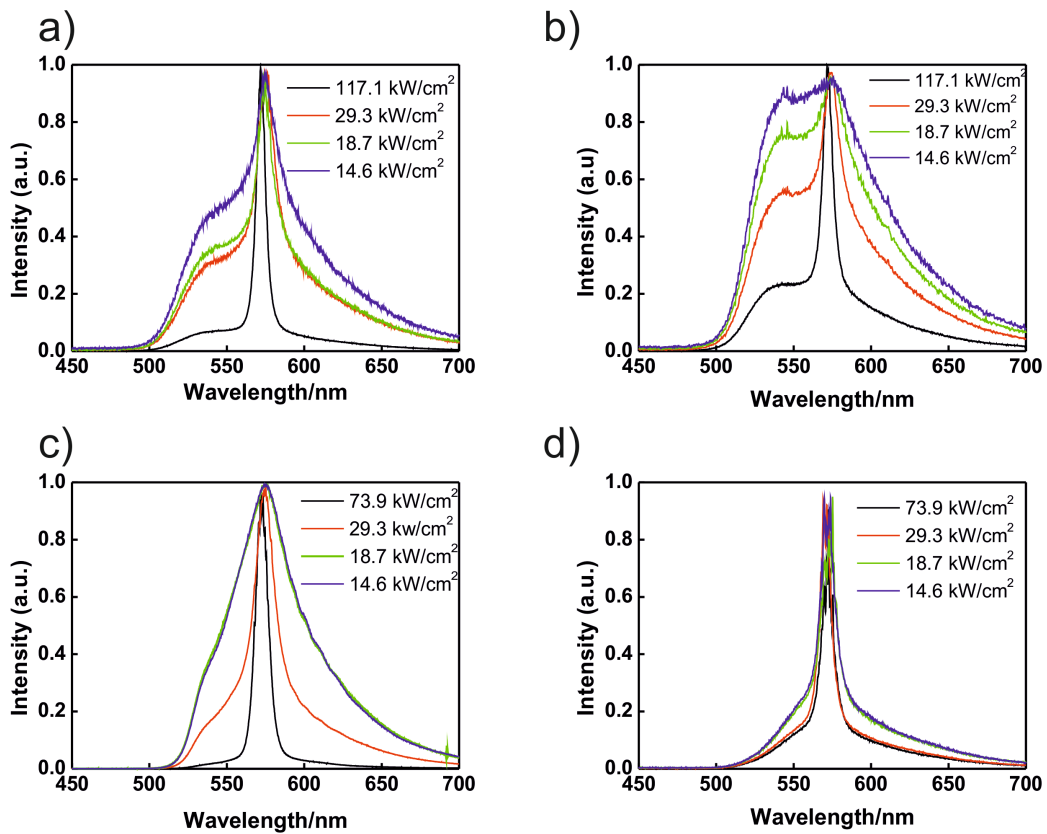 a)
1.0
0.8
0.6
0.4
0.2
0.0
Intensity (a.u.)
117.1 kW/cm²
29.3 kW/cm²
18.7 kW/cm²
14.6 kW/cm²
450 500 550 600 650 700
Wavelength/nm
b)
1.0
0.8
0.6
0.4
0.2
0.0
Intensity (a.u)
117.1 kW/cm²
29.3 kW/cm²
18.7 kW/cm²
14.6 kW/cm²
450 500 550 600 650 700
Wavelength/nm
c)
1.0
0.8
0.6
0.4
0.2
0.0
Intensity (a.u.)
73.9 kW/cm²
29.3 kw/cm²
18.7 kW/cm²
14.6 kW/cm²
450 500 550 600 650 700
Wavelength/nm
d)
1.0
0.8
0.6
0.4
0.2
0.0
Intensity (a.u.)
73.9 kW/cm²
29.3 kW/cm²
18.7 kW/cm²
14.6 kW/cm²
450 500 550 600 650 700
Wavelength/nm